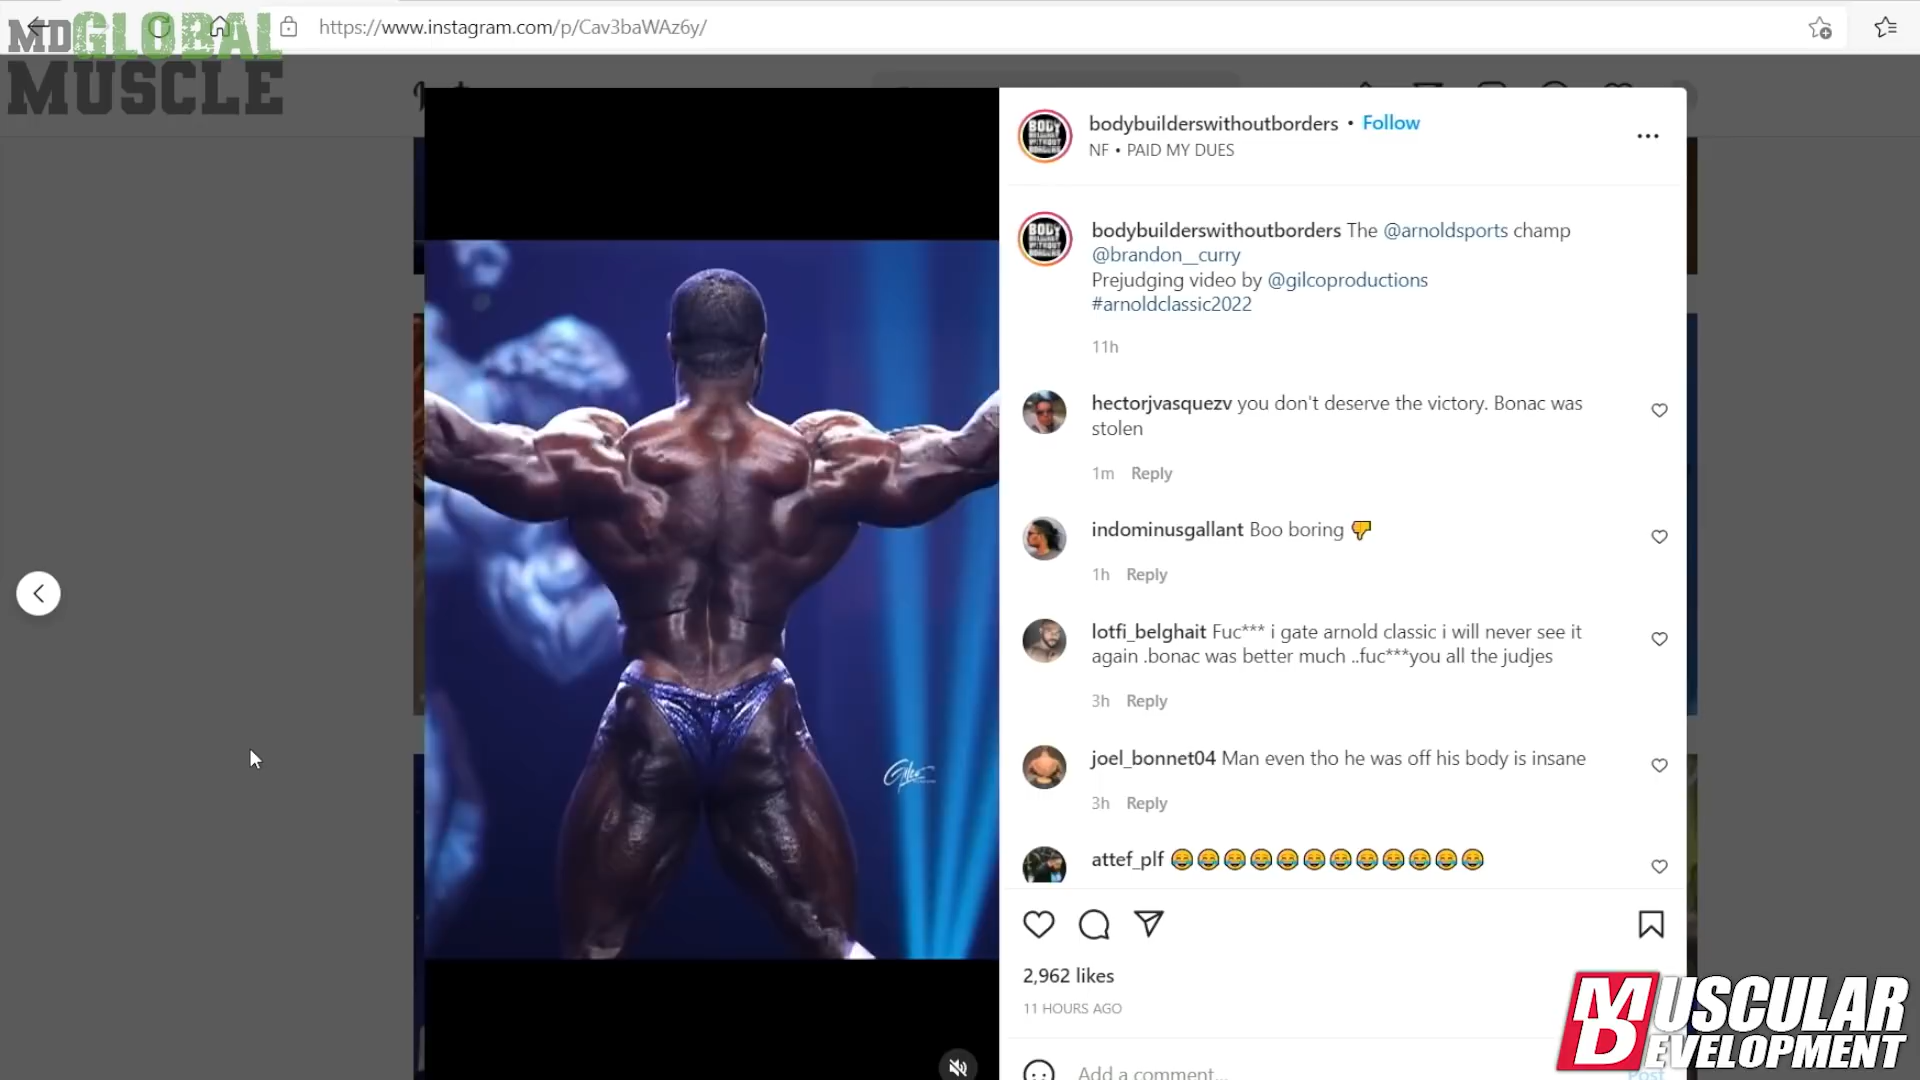 MDGLOBAL
MUSCLE
https://www.instagram.com/p/Cav3baWAz6y/
bodybuilderswithoutborders • Follow
NF • PAID MY DUES
bodybuilderswithoutborders The @arnoldsports champ
@brandon__curry
Prejudging video by @gilcoproductions
#arnoldclassic2022
11h
hectorjvasquezv you don't deserve the victory. Bonac was
stolen
1m Reply
indominusgallant Boo boring 👎
1h Reply
lotfi_belghait Fuc*** i gate arnold classic i will never see it
again .bonac was better much ..fuc***you all the judjes
3h Reply
joel_bonnet04 Man even tho he was off his body is insane
3h Reply
attef_plf 😂😂😂😂😂😂😂😂😂😂😂😂
2,962 likes
11 HOURS AGO
Add a comment...
Post
MUSCULAR
DEVELOPMENT